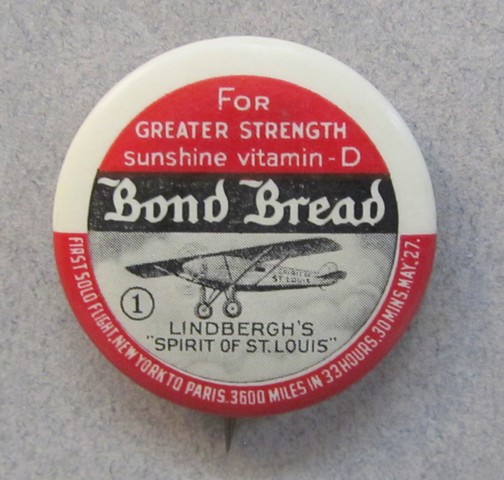 For
GREATER STRENGTH
sunshine vitamin - D
Bond Bread
SPIRIT OF
ST. LOUIS
1
LINDBERGH'S
"SPIRIT OF ST. LOUIS"
FIRST SOLO FLIGHT. NEW YORK TO PARIS. 3600 MILES IN 33 HOURS. 30 MINS. MAY. '27.